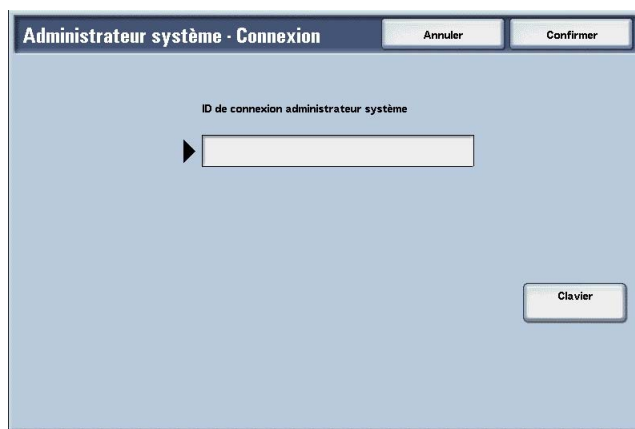 Administrateur système - Connexion
Annuler
Confirmer
ID de connexion administrateur système
Clavier